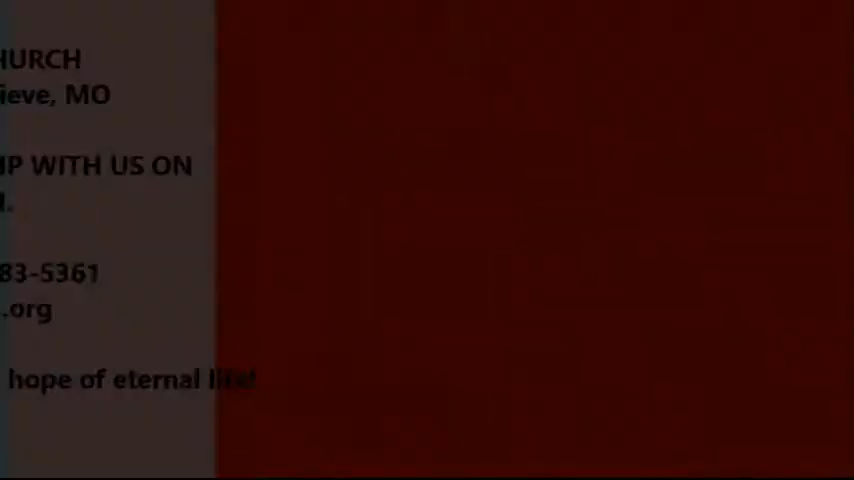 HURCH
ieve, MO
IP WITH US ON
.
83-5361
.org
hope of eternal life!